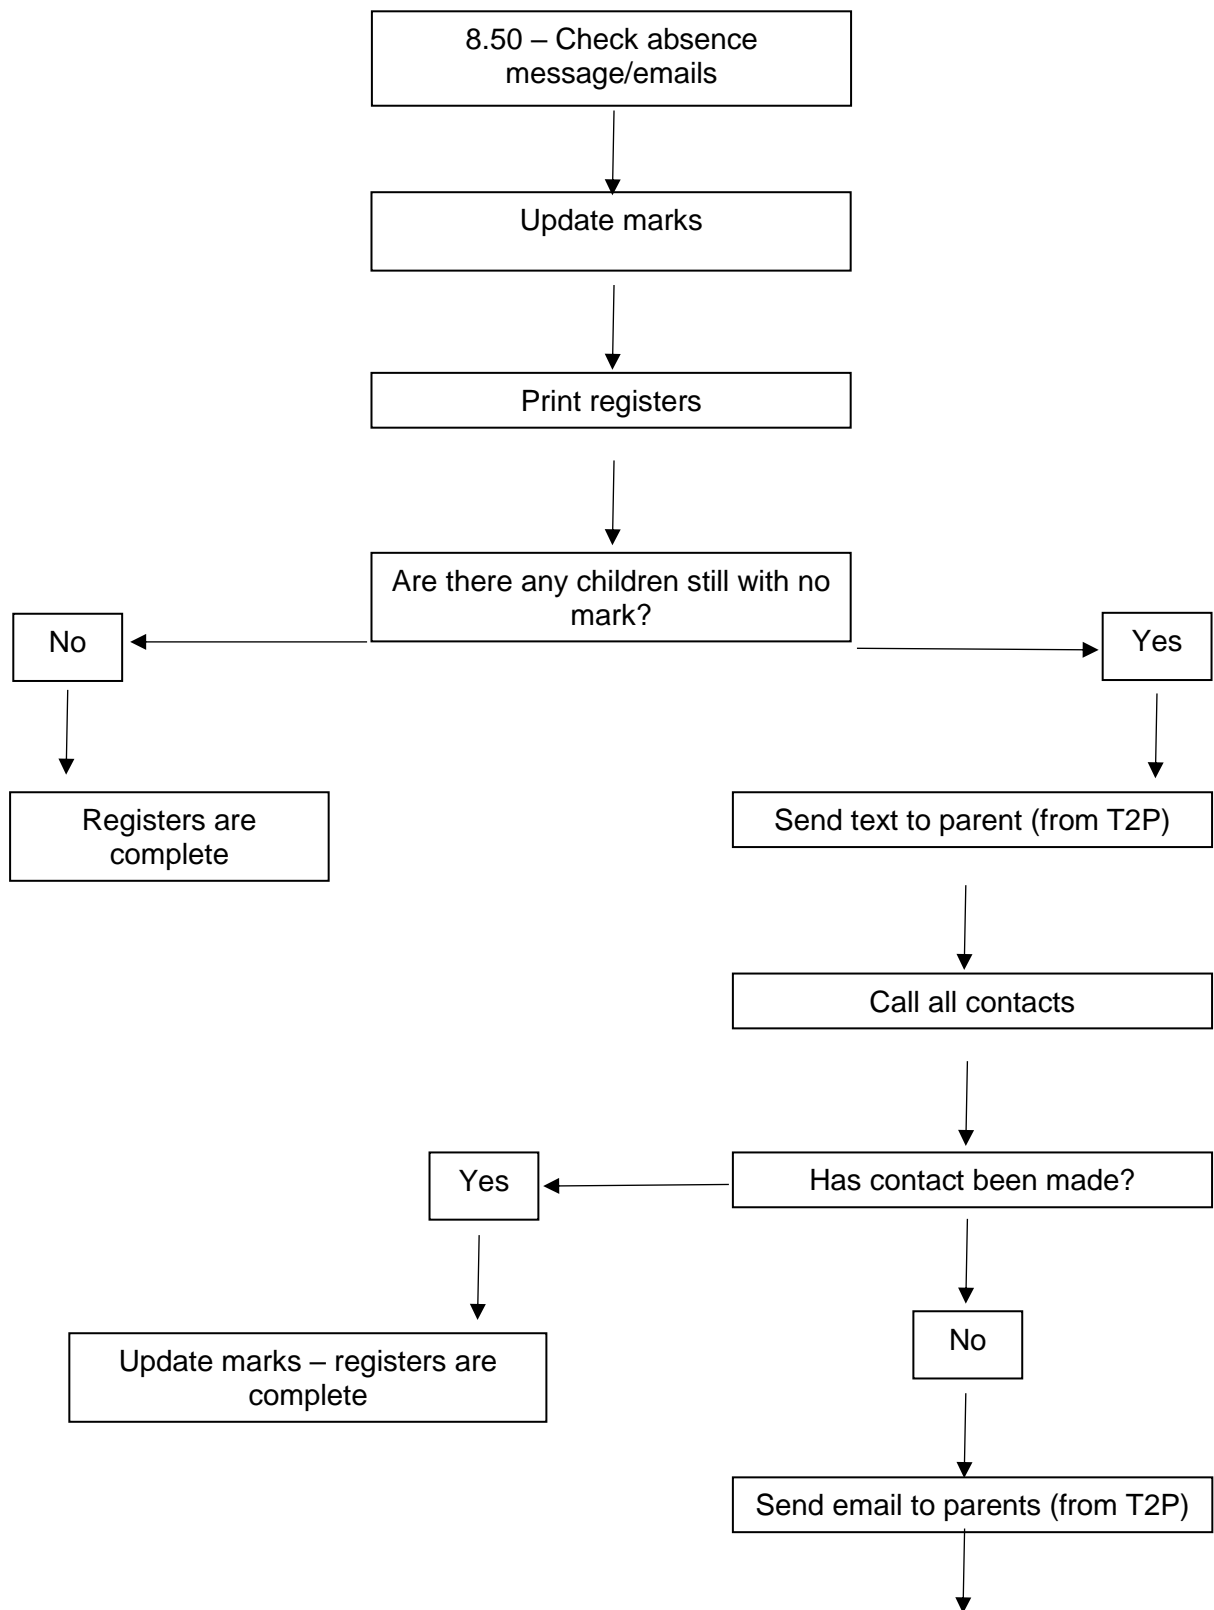 8.50 – Check absence
message/emails
Update marks
Print registers
Are there any children still with no
mark?
No
Yes
Registers are
complete
Send text to parent (from T2P)
Call all contacts
Has contact been made?
Yes
No
Update marks – registers are
complete
Send email to parents (from T2P)